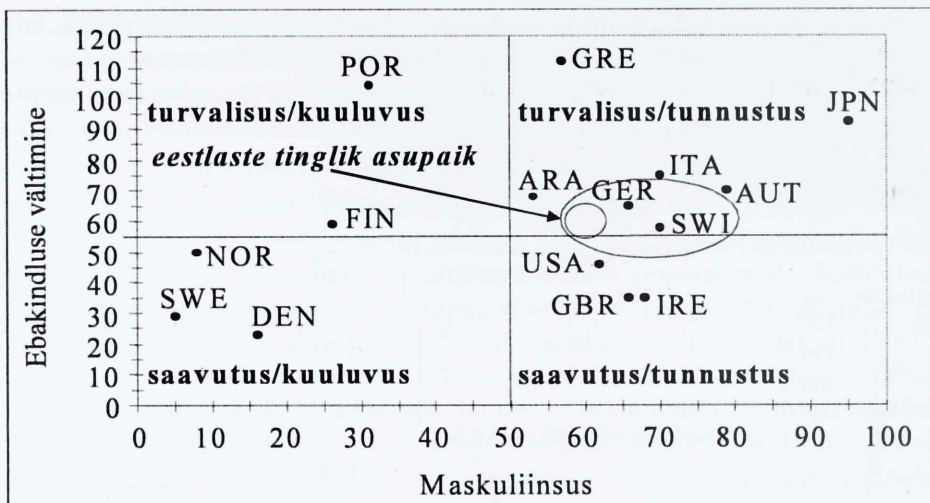 Ebakindluse vältimine
120
110
100
90
80
70
60
50
40
30
20
10
0
POR
GRE
JPN
turvalisus/kuuluvus
turvalisus/tunnustus
eestlaste tinglik asupaik
ITA
ARA
GER
AUT
FIN
SWI
NOR
USA
SWE
DEN
GBR
IRE
saavutus/kuuluvus
saavutus/tunnustus
0 10 20 30 40 50 60 70 80 90 100
Maskuliinsus